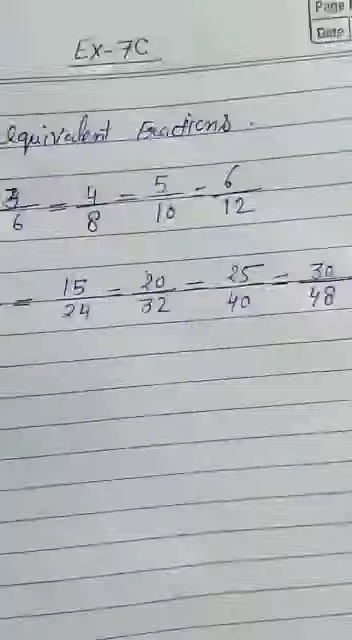 Page
Date
Ex-7C
equivalent fractions.
3/6 = 4/8 = 5/10 = 6/12
= 15/24 = 20/32 = 25/40 = 30/48